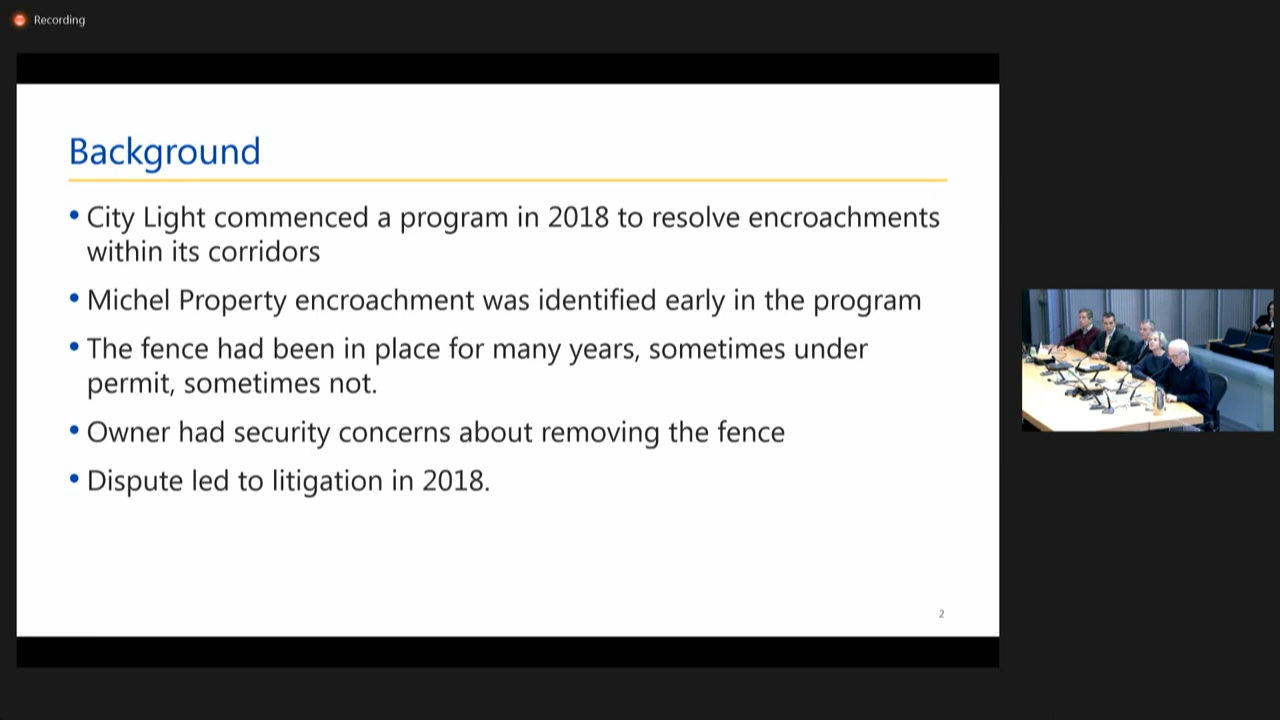 Recording
Background
• City Light commenced a program in 2018 to resolve encroachments
within its corridors
• Michel Property encroachment was identified early in the program
• The fence had been in place for many years, sometimes under
permit, sometimes not.
• Owner had security concerns about removing the fence
• Dispute led to litigation in 2018.
2